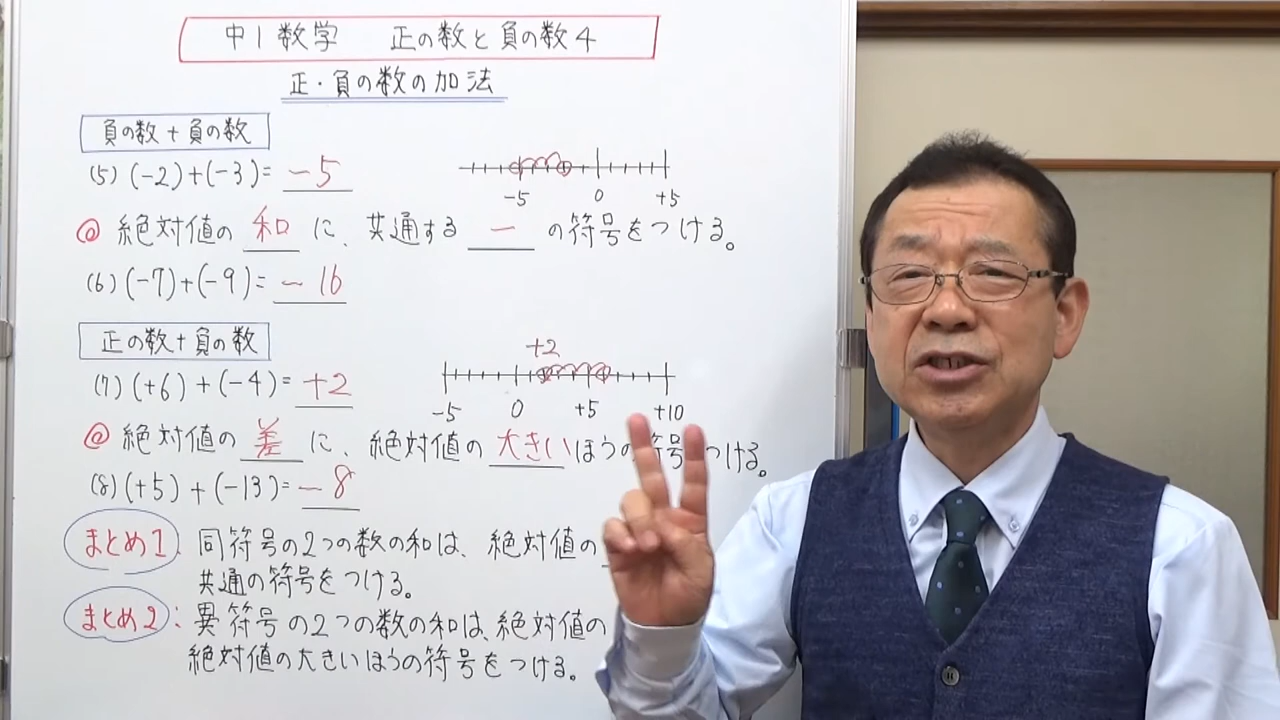 中1数学　正の数と負の数4
正・負の数の加法
負の数+負の数
(5) (-2)+(-3)= -5
-5 0 +5
@ 絶対値の 和 に、共通する - の符号をつける。
(6) (-7)+(-9)= -16
正の数+負の数
+2
(7) (+6)+(-4)= +2
-5 0 +5 +10
@ 絶対値の 差 に、絶対値の 大きい ほうの符号つける。
(8) (+5)+(-13)= -8
まとめ1: 同符号の2つの数の和は、絶対値の
共通の符号をつける。
まとめ2: 異符号の2つの数の和は、絶対値の
絶対値の大きいほうの符号をつける。